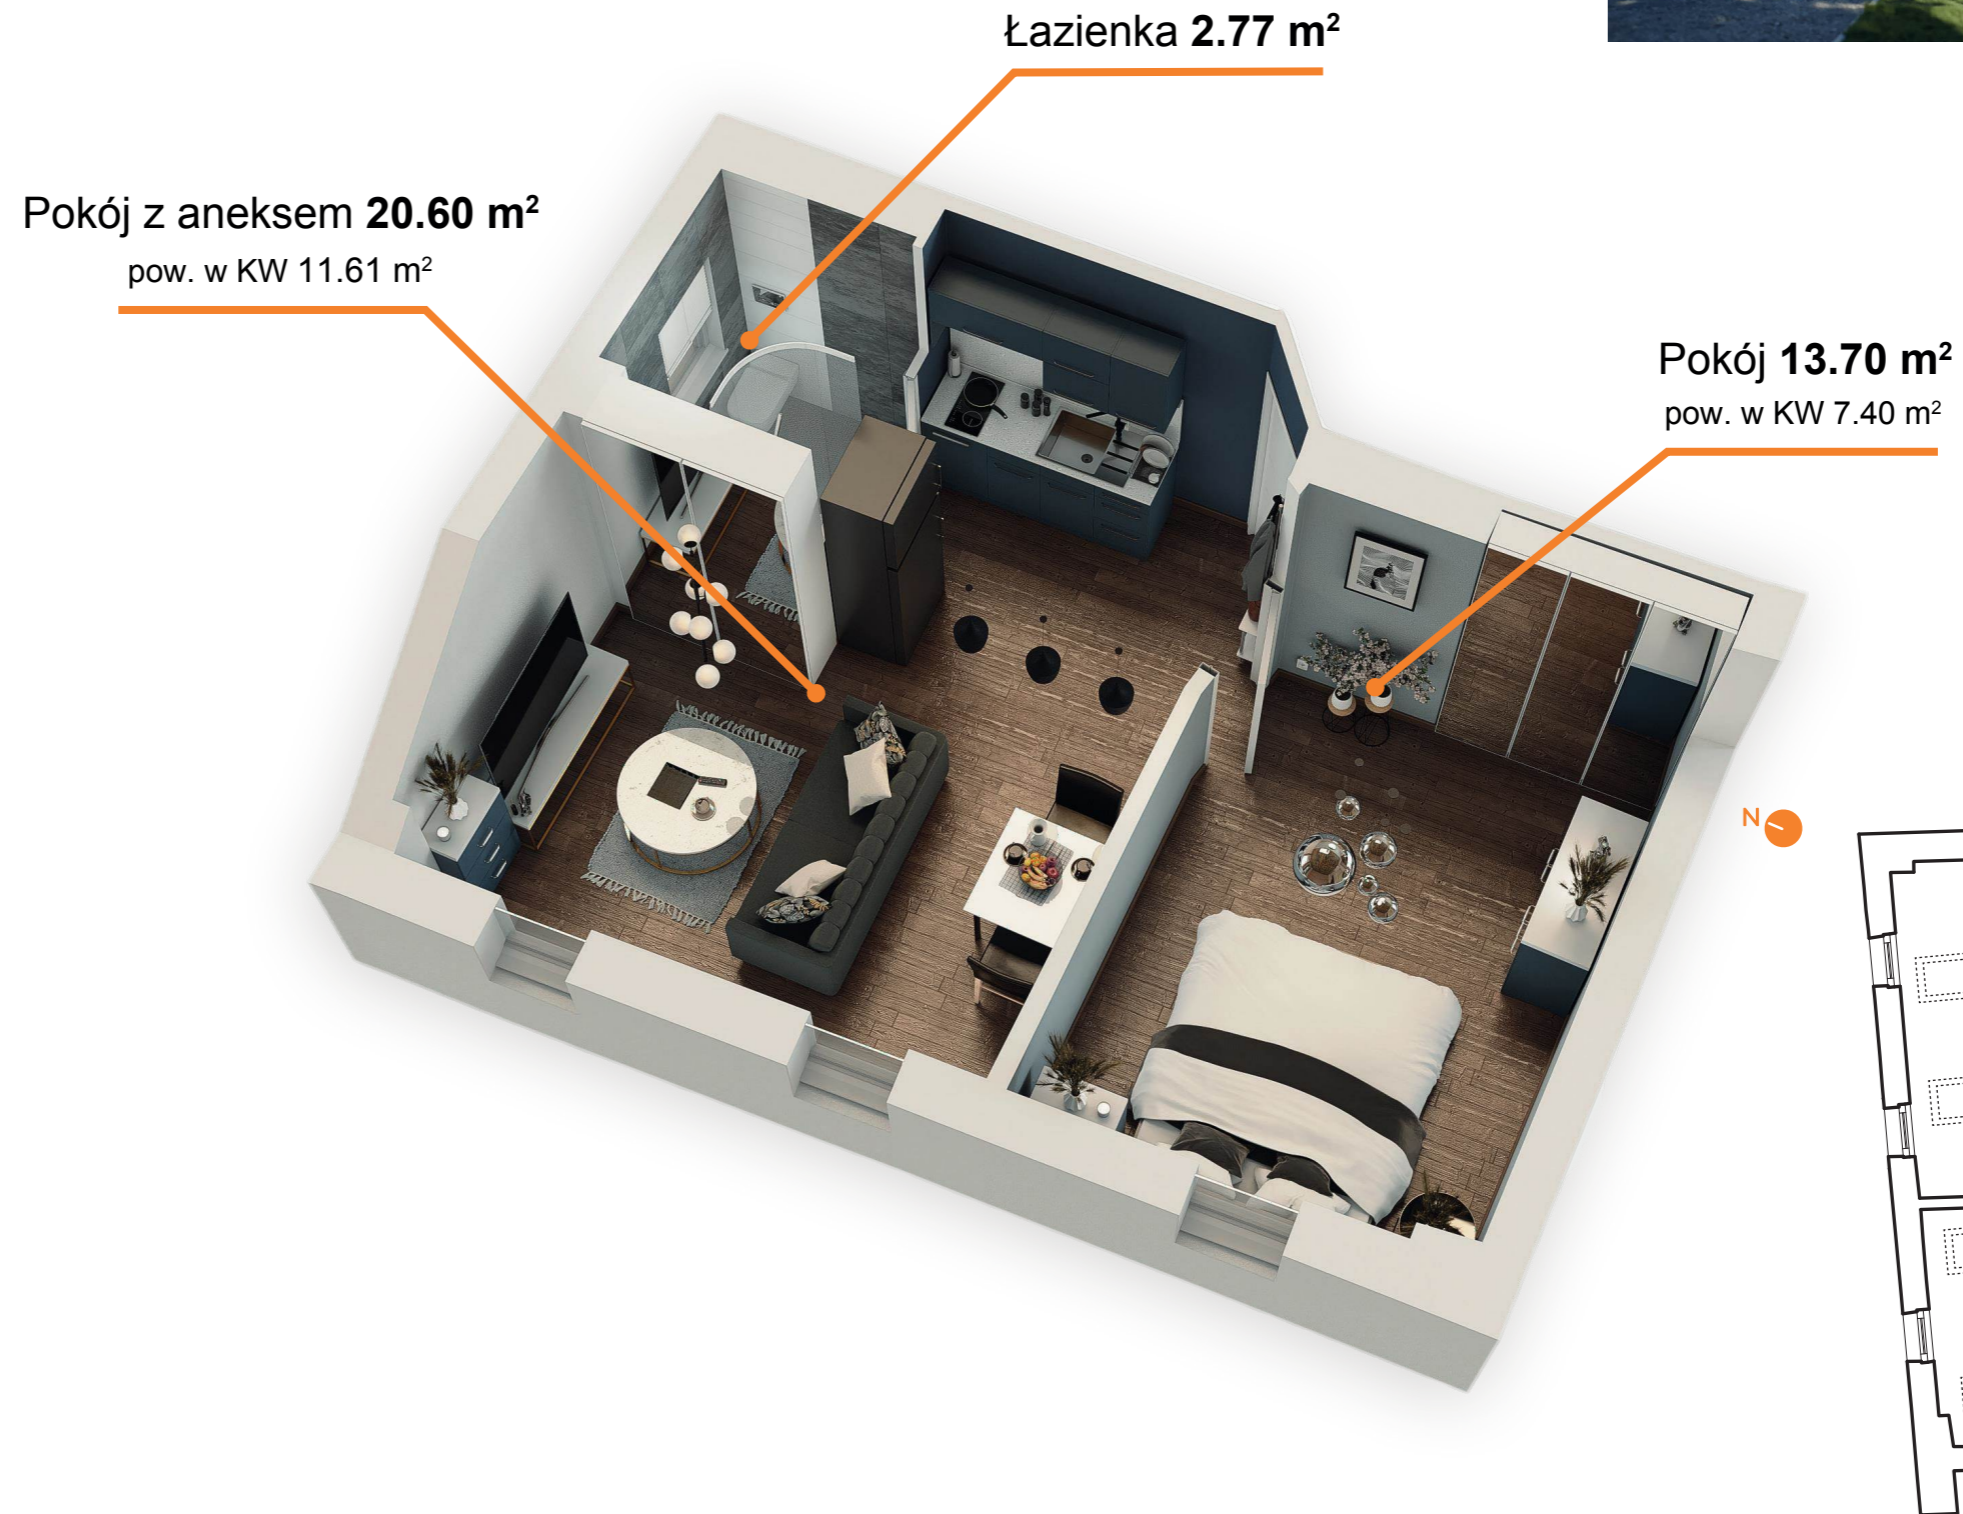 Łazienka 2.77 m²
Pokój z aneksem 20.60 m²
pow. w KW 11.61 m²
Pokój 13.70 m²
pow. w KW 7.40 m²
N